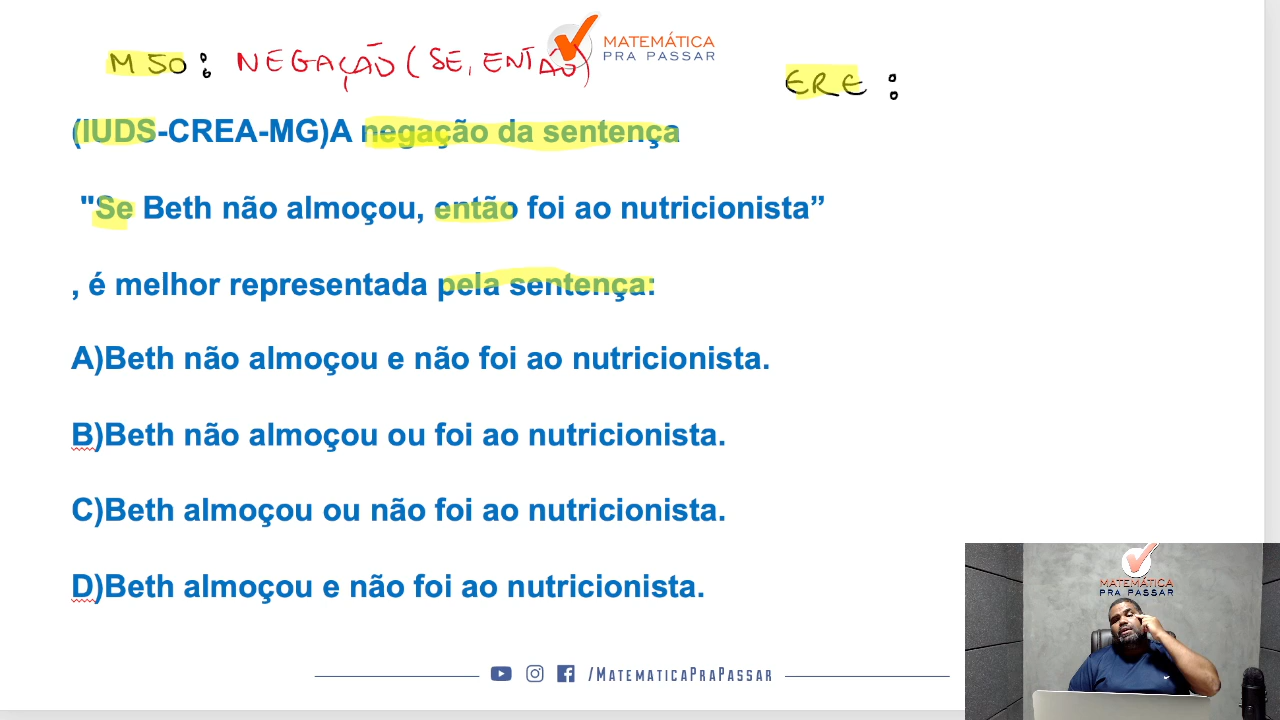 MATEMÁTICA
PRA PASSAR
M50: NEGAÇÃO (SE, ENTÃO)
ERE:
(IUDS-CREA-MG)A negação da sentença
"Se Beth não almoçou, então foi ao nutricionista”
, é melhor representada pela sentença:
A)Beth não almoçou e não foi ao nutricionista.
B)Beth não almoçou ou foi ao nutricionista.
C)Beth almoçou ou não foi ao nutricionista.
D)Beth almoçou e não foi ao nutricionista.
MATEMÁTICA
PRA PASSAR
/MATEMATICAPRAPASSAR